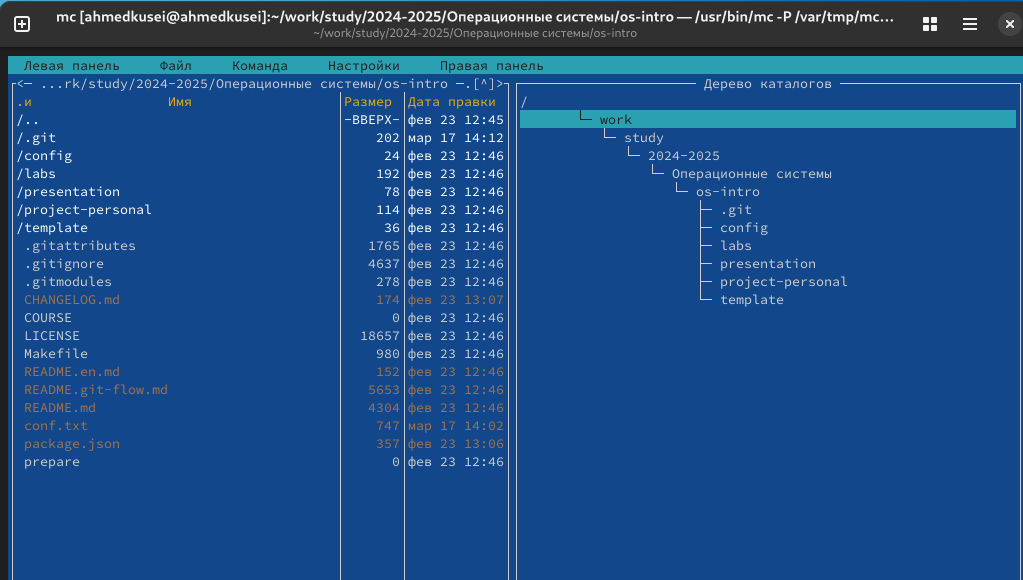 mc [ahmedkusei@ahmedkusei]:~/work/study/2024-2025/Операционные системы/os-intro — /usr/bin/mc -P /var/tmp/mc…
~/work/study/2024-2025/Операционные системы/os-intro
Левая панель Файл Команда Настройки Правая панель
<─ ...rk/study/2024-2025/Операционные системы/os-intro ─.[^]>
.и Имя Размер Дата правки
/.. -ВВЕРХ- фев 23 12:45
/.git 202 мар 17 14:12
/config 24 фев 23 12:46
/labs 192 фев 23 12:46
/presentation 78 фев 23 12:46
/project-personal 114 фев 23 12:46
/template 36 фев 23 12:46
.gitattributes 1765 фев 23 12:46
.gitignore 4637 фев 23 12:46
.gitmodules 278 фев 23 12:46
CHANGELOG.md 174 фев 23 13:07
COURSE 0 фев 23 12:46
LICENSE 18657 фев 23 12:46
Makefile 980 фев 23 12:46
README.en.md 152 фев 23 12:46
README.git-flow.md 5653 фев 23 12:46
README.md 4304 фев 23 12:46
conf.txt 747 мар 17 14:02
package.json 357 фев 23 13:06
prepare 0 фев 23 12:46
Дерево каталогов
/
work
study
2024-2025
Операционные системы
os-intro
.git
config
labs
presentation
project-personal
template